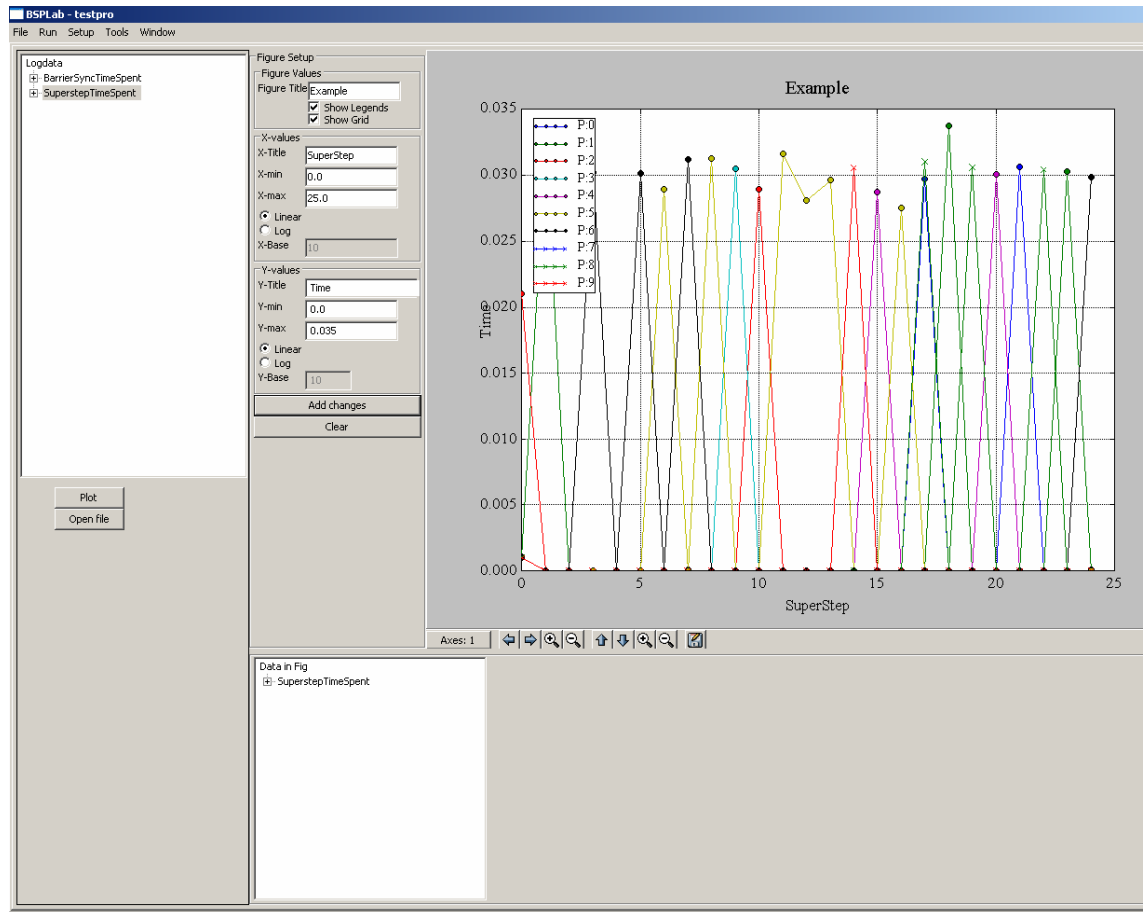 BSPLab - testpro
File Run Setup Tools Window
Logdata
BarrierSyncTimeSpent
SuperstepTimeSpent
Plot
Open file
Figure Setup
Figure Values
Figure Title Example
Show Legends
Show Grid
X-values
X-Title SuperStep
X-min 0.0
X-max 25.0
Linear
Log
X-Base 10
Y-values
Y-Title Time
Y-min 0.0
Y-max 0.035
Linear
Log
Y-Base 10
Add changes
Clear
Example
0.035
0.030
0.025
0.020
0.015
0.010
0.005
0.000
Time
P:0
P:1
P:2
P:3
P:4
P:5
P:6
P:7
P:8
P:9
0 5 10 15 20 25
SuperStep
Axes: 1
Data in Fig
SuperstepTimeSpent